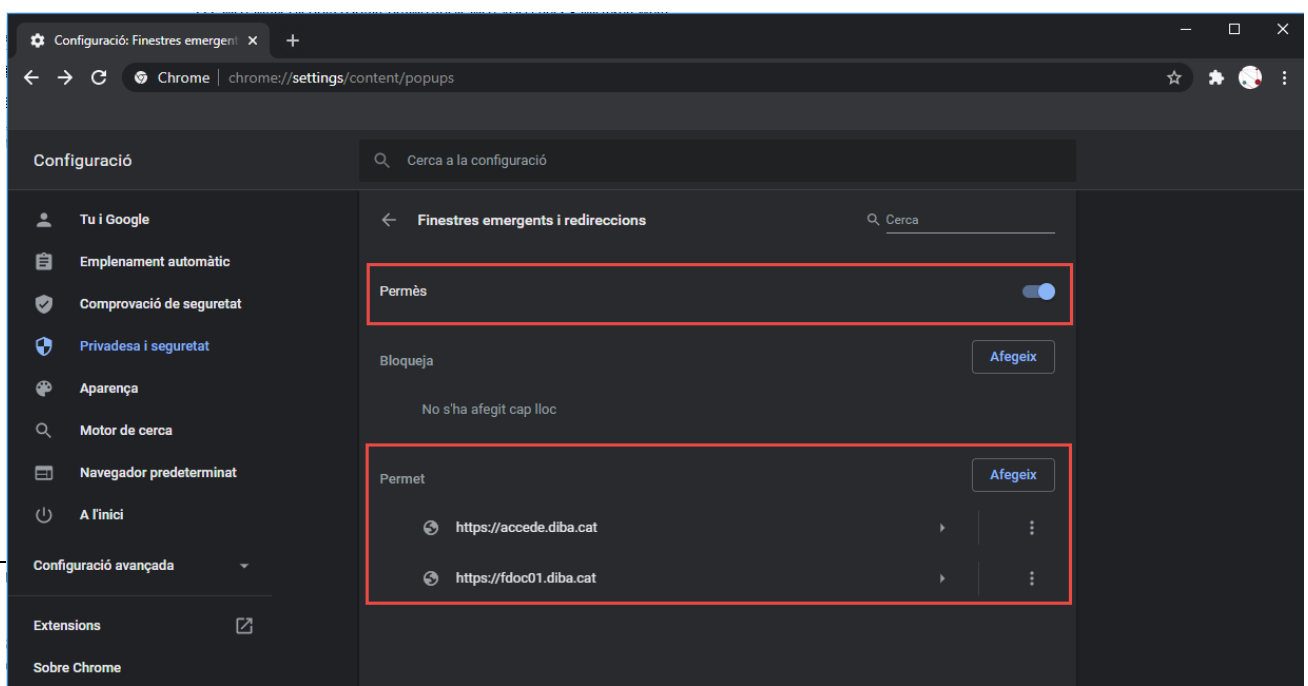 Configuració: Finestres emergent
Chrome | chrome://settings/content/popups
Configuració
Cerca a la configuració
Tu i Google
Emplenament automàtic
Comprovació de seguretat
Privadesa i seguretat
Aparença
Motor de cerca
Navegador predeterminat
A l'inici
Configuració avançada
Extensions
Sobre Chrome
Finestres emergents i redireccions
Cerca
Permès
Bloqueja
Afegeix
No s'ha afegit cap lloc
Permet
Afegeix
https://accede.diba.cat
https://fdoc01.diba.cat